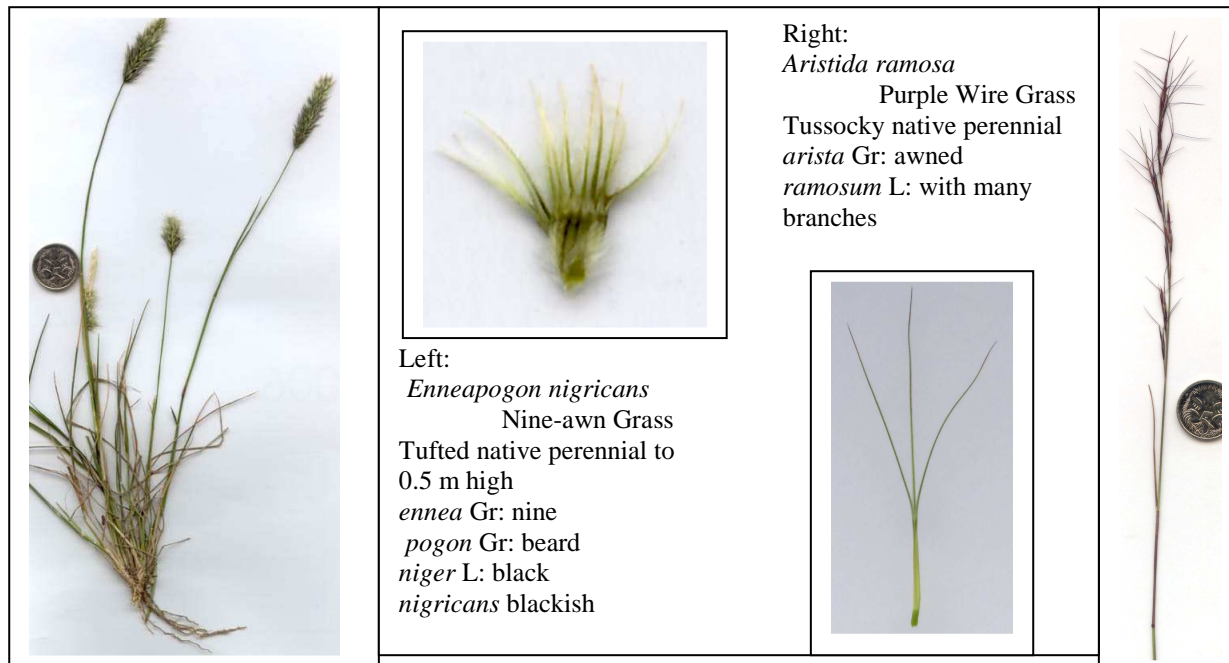 Left:
Enneapogon nigricans
Nine-awn Grass
Tufted native perennial to
0.5 m high
ennea Gr: nine
pogon Gr: beard
niger L: black
nigricans blackish
Right:
Aristida ramosa
Purple Wire Grass
Tussocky native perennial
arista Gr: awned
ramosum L: with many
branches